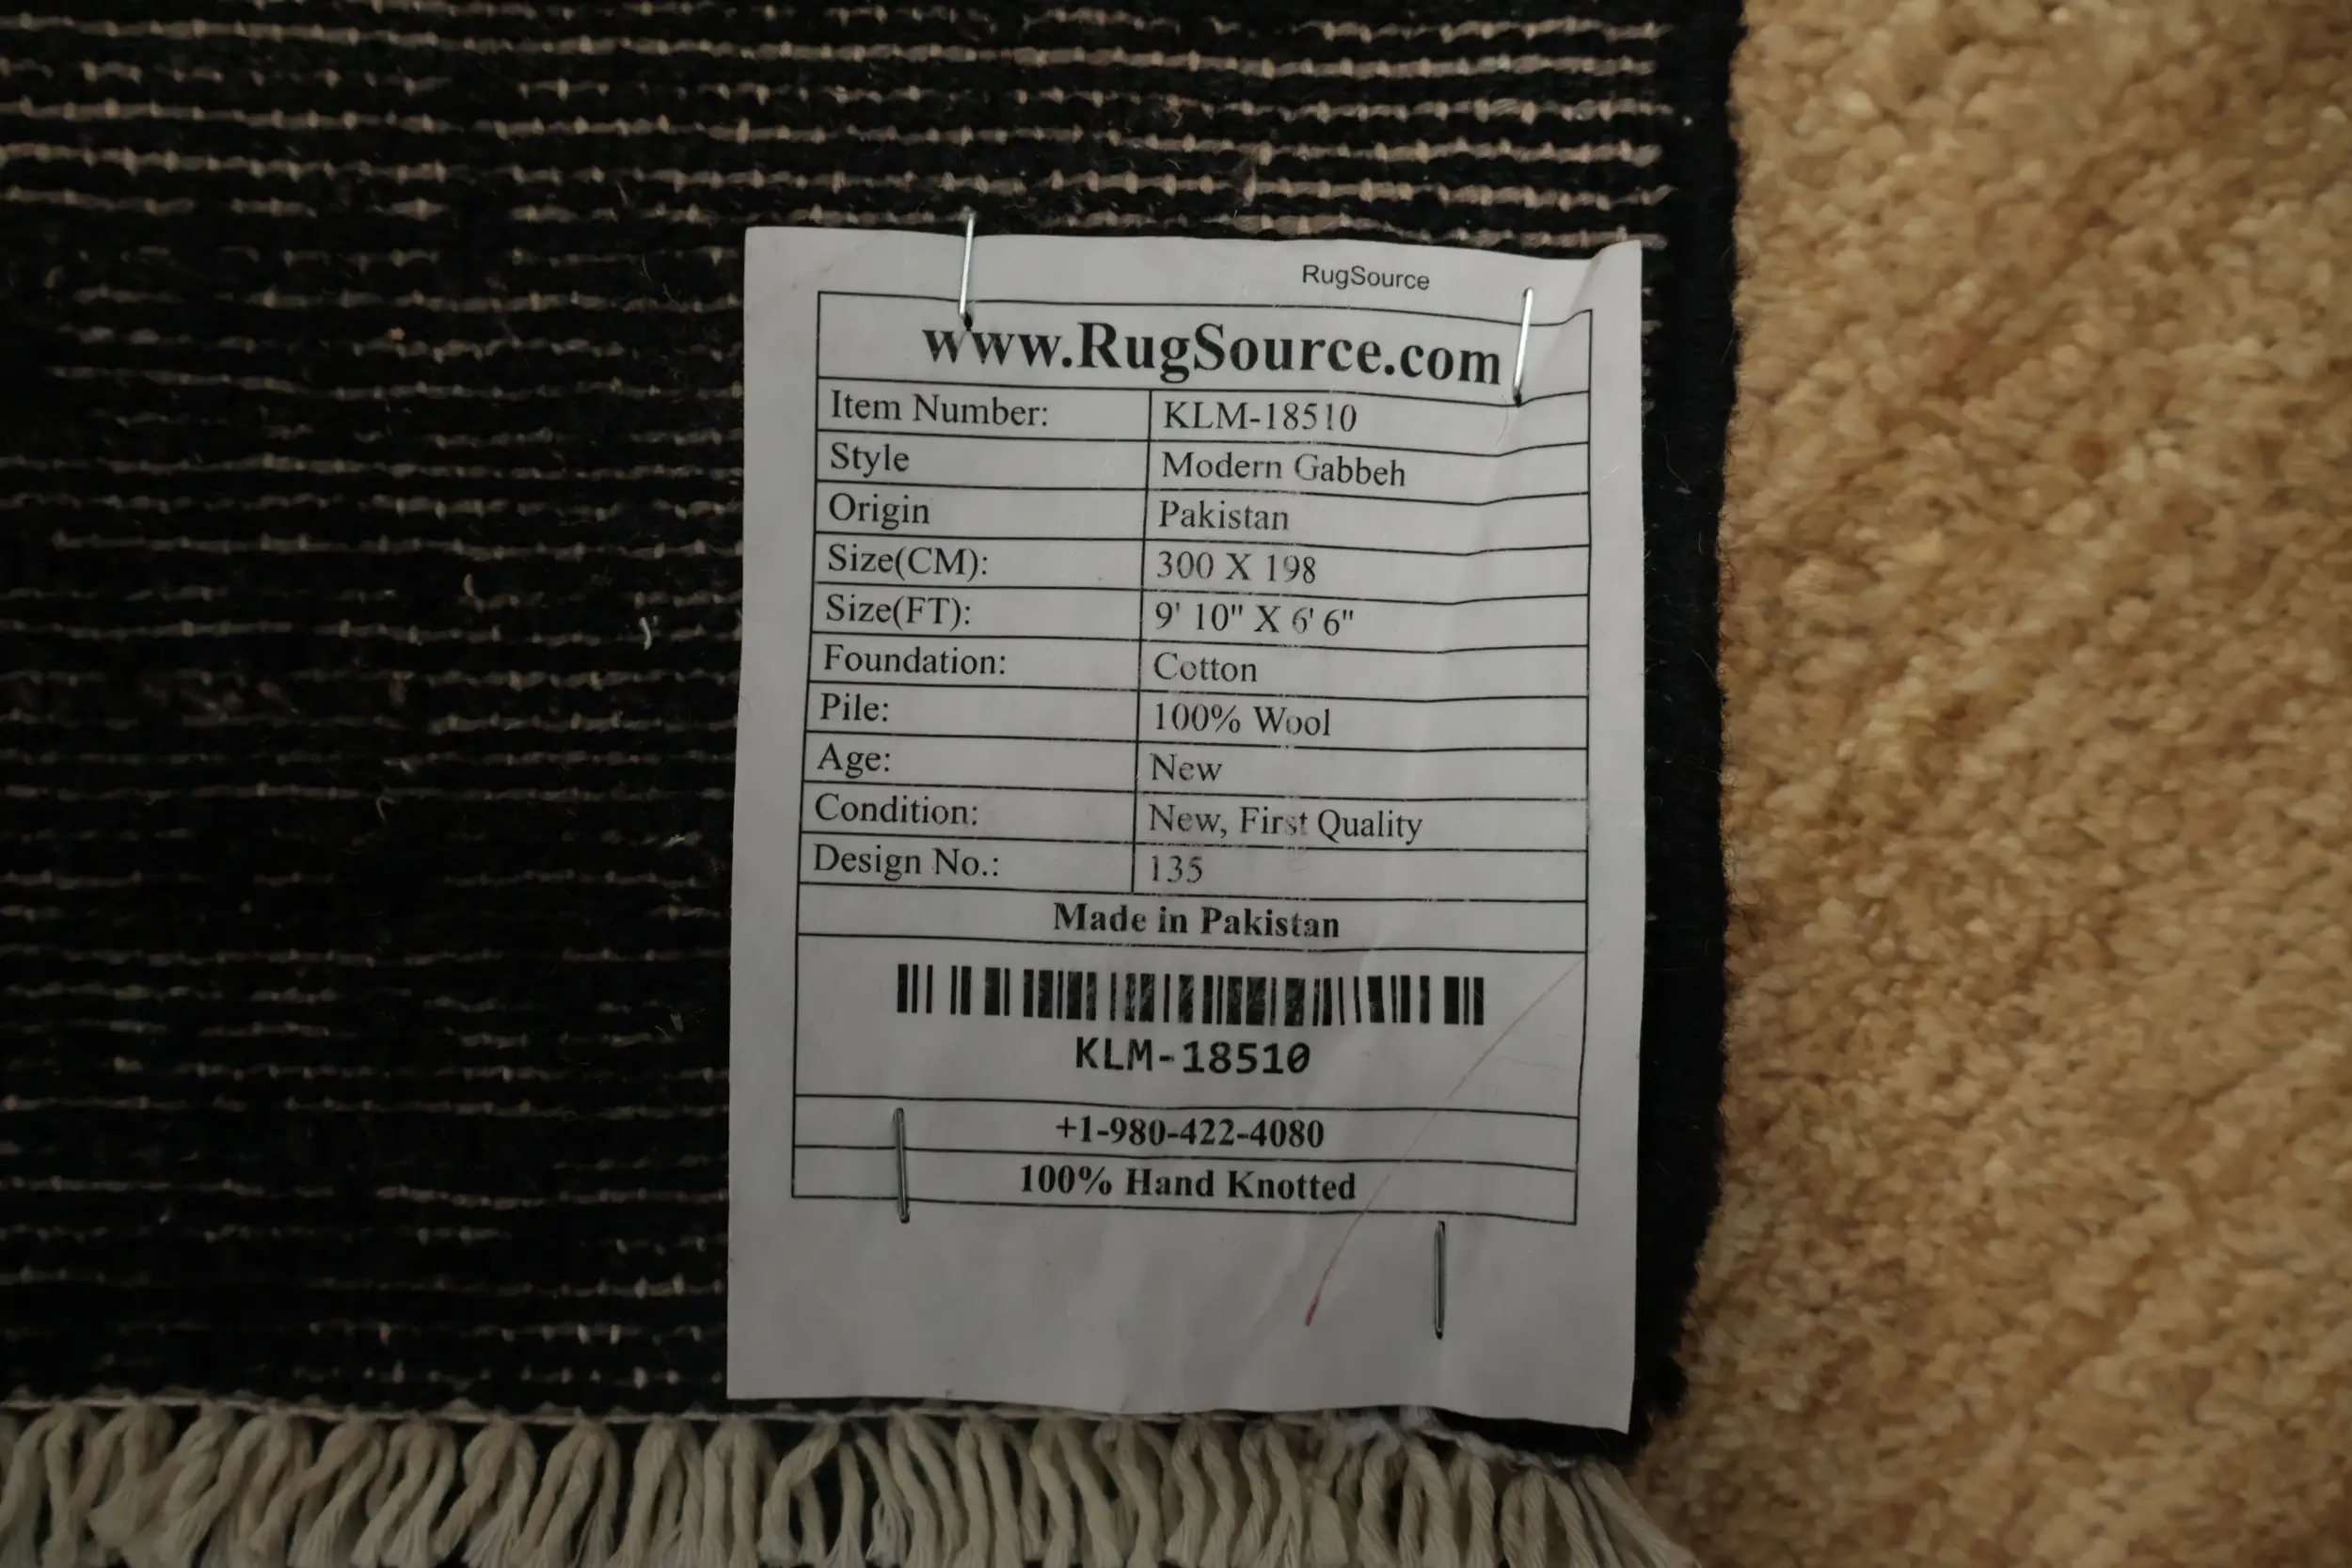 RugSource
www.RugSource.com
Item Number: KLM-18510
Style Modern Gabbeh
Origin Pakistan
Size(CM): 300 X 198
Size(FT): 9' 10" X 6' 6"
Foundation: Cotton
Pile: 100% Wool
Age: New
Condition: New, First Quality
Design No.: 135
Made in Pakistan
KLM-18510
+1-980-422-4080
100% Hand Knotted